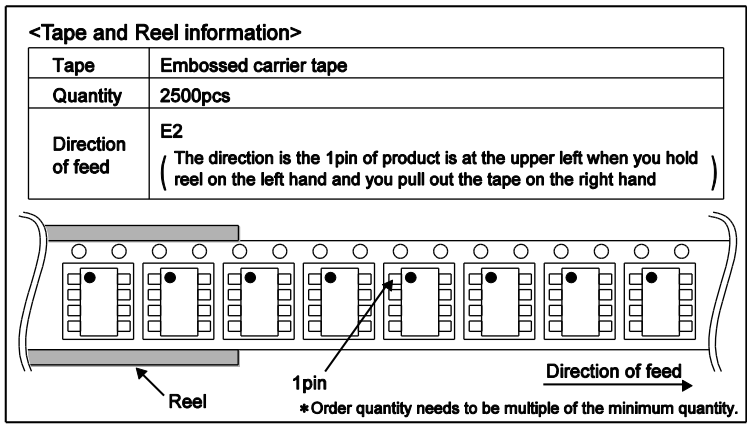 <Tape and Reel information>
Tape Embossed carrier tape
Quantity 2500pcs
Direction of feed E2
( The direction is the 1pin of product is at the upper left when you hold
reel on the left hand and you pull out the tape on the right hand )
1pin
Direction of feed
Reel
*Order quantity needs to be multiple of the minimum quantity.